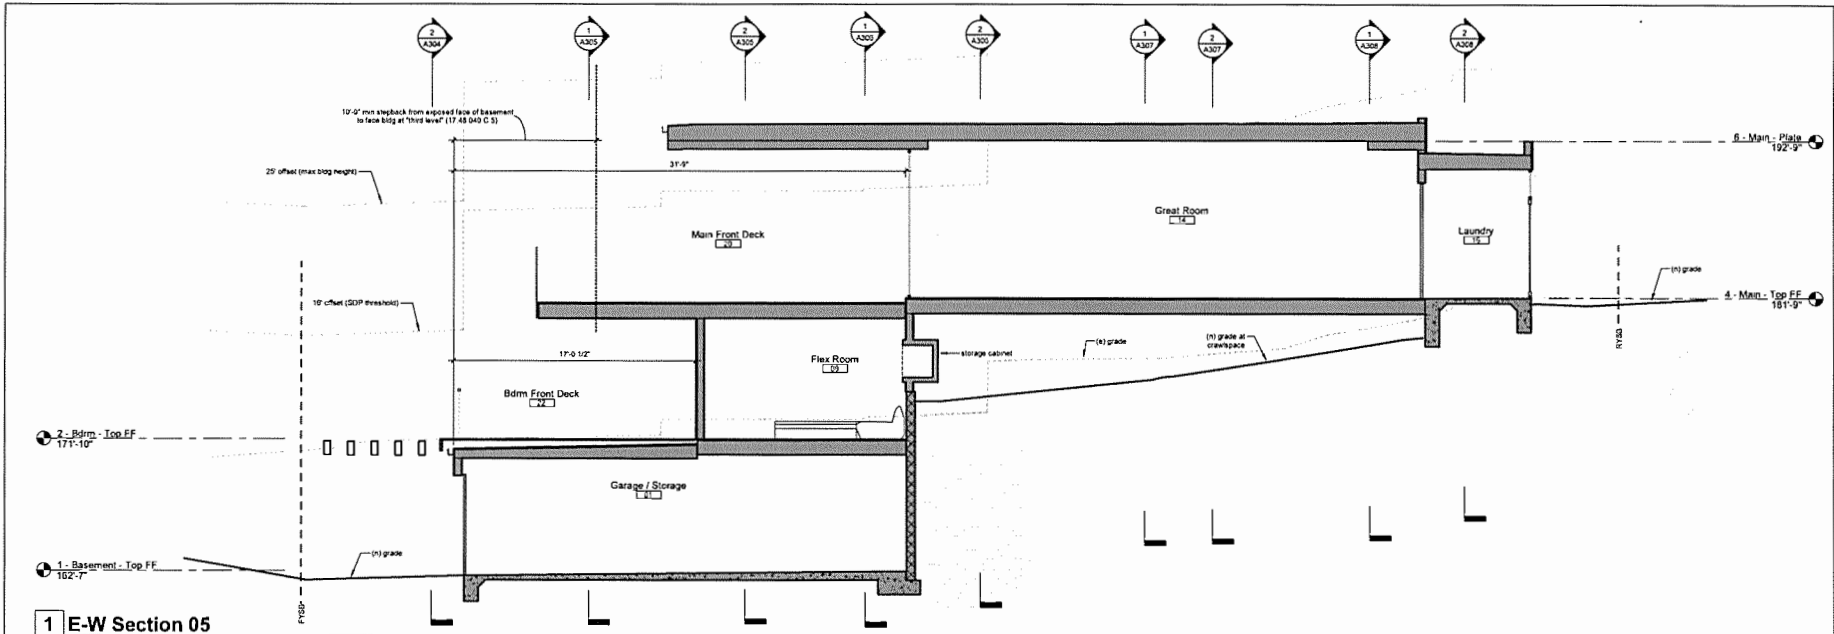 2
A304
1
A305
2
A305
1
A309
2
A300
1
A307
2
A307
1
A308
2
A308
10'-0" min stepback from exposed face of basement
to face bldg at "third level" (17.48.040 C 5)
6 - Main - Plate
192'-9"
31'-9"
25' offset (max bldg height)
Great Room
14
Main Front Deck
20
Laundry
15
(n) grade
16' offset (SDP threshold)
4 - Main - Top FF
181'-9"
RYSB
17'-0 1/2"
Flex Room
09
storage cabinet
(e) grade
(n) grade at
crawlspace
Bdrm Front Deck
22
2 - Bdrm - Top FF
171'-10"
Garage / Storage
01
(n) grade
1 - Basement - Top FF
162'-7"
FYSB
1 E-W Section 05